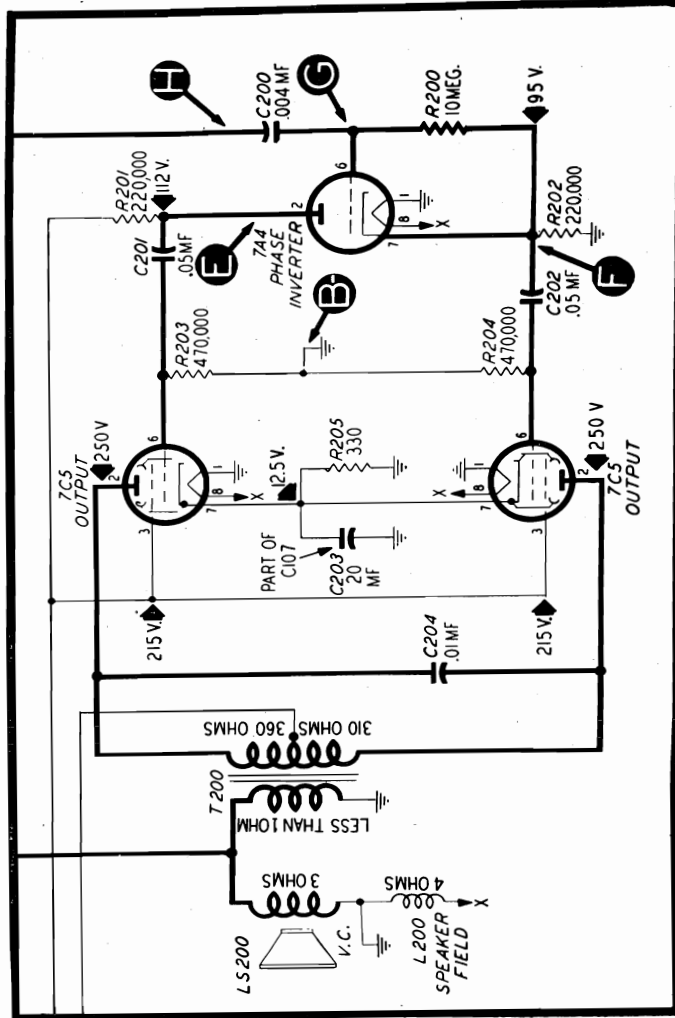 H
C200
.004 MF
G
R200
10 MEG.
95 V.
R201
220,000
112 V.
C201
.05MF
E
2
6
7A4
PHASE
INVERTER
1
8
7
X
R202
220,000
F
C202
.05 MF
R203
470,000
B-
R204
470,000
7C5
OUTPUT
250 V
2
6
3
1
8
7
X
12.5 V.
R205
330
PART OF
C107
C203
20
MF
X
1
8
7
6
3
2
250 V
7C5
OUTPUT
215 V.
215 V.
C204
.01 MF
360 OHMS
310 OHMS
T200
LESS THAN 1 OHM
3 OHMS
LS200
V.C.
4 OHMS
L200
SPEAKER
FIELD
X